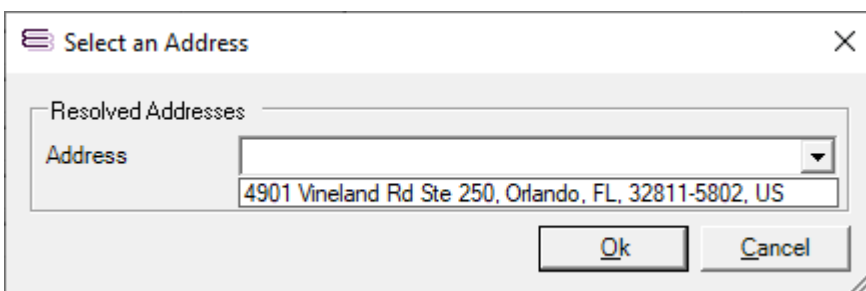 Select an Address
Resolved Addresses
Address
4901 Vineland Rd Ste 250, Orlando, FL, 32811-5802, US
Ok Cancel